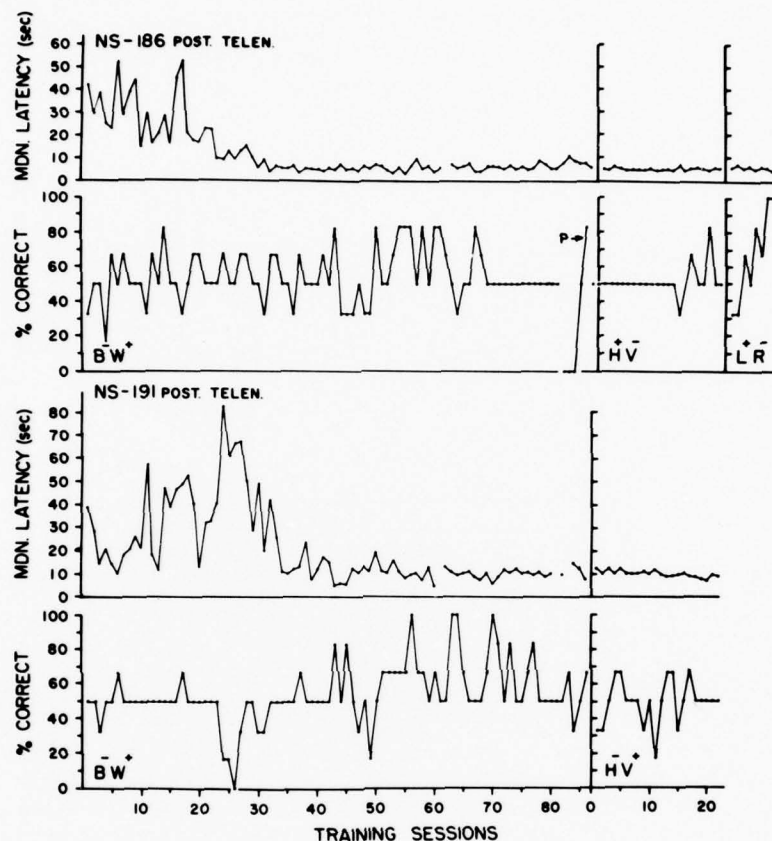 NS-186 POST. TELEN.
MDN. LATENCY (sec)
60
50
40
30
20
10
0
% CORRECT
100
80
60
40
20
0
P→
B⁻W⁺
H⁺V⁻
L⁺R⁻
NS-191 POST. TELEN.
MDN. LATENCY (sec)
80
70
60
50
40
30
20
10
0
% CORRECT
100
80
60
40
20
0
B⁻W⁺
H⁻V⁺
10 20 30 40 50 60 70 80 0 10 20
TRAINING SESSIONS